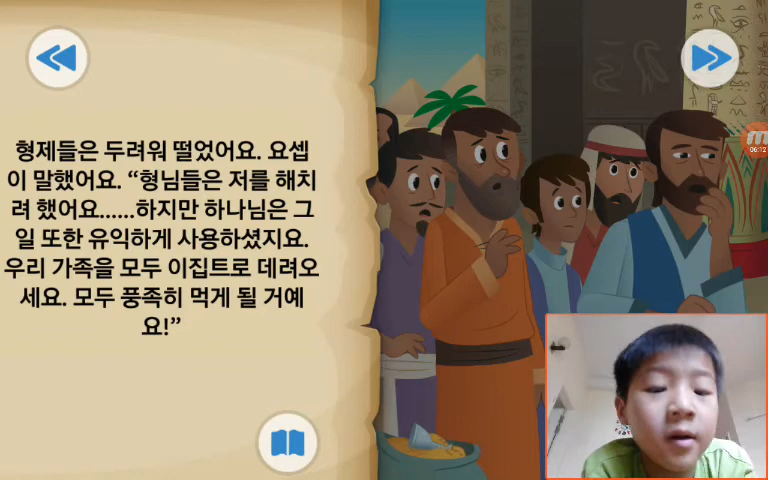 형제들은 두려워 떨었어요. 요셉
이 말했어요. “형님들은 저를 해치
려 했어요......하지만 하나님은 그
일 또한 유익하게 사용하셨지요.
우리 가족을 모두 이집트로 데려오
세요. 모두 풍족히 먹게 될 거예
요!”
06:12